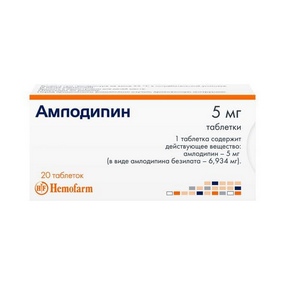 Амлодипин
5 мг
таблетки
1 таблетка содержит
действующее вещество:
амлодипин – 5 мг
(в виде амлодипина безилата – 6,934 мг).
20 таблеток
HF Hemofarm